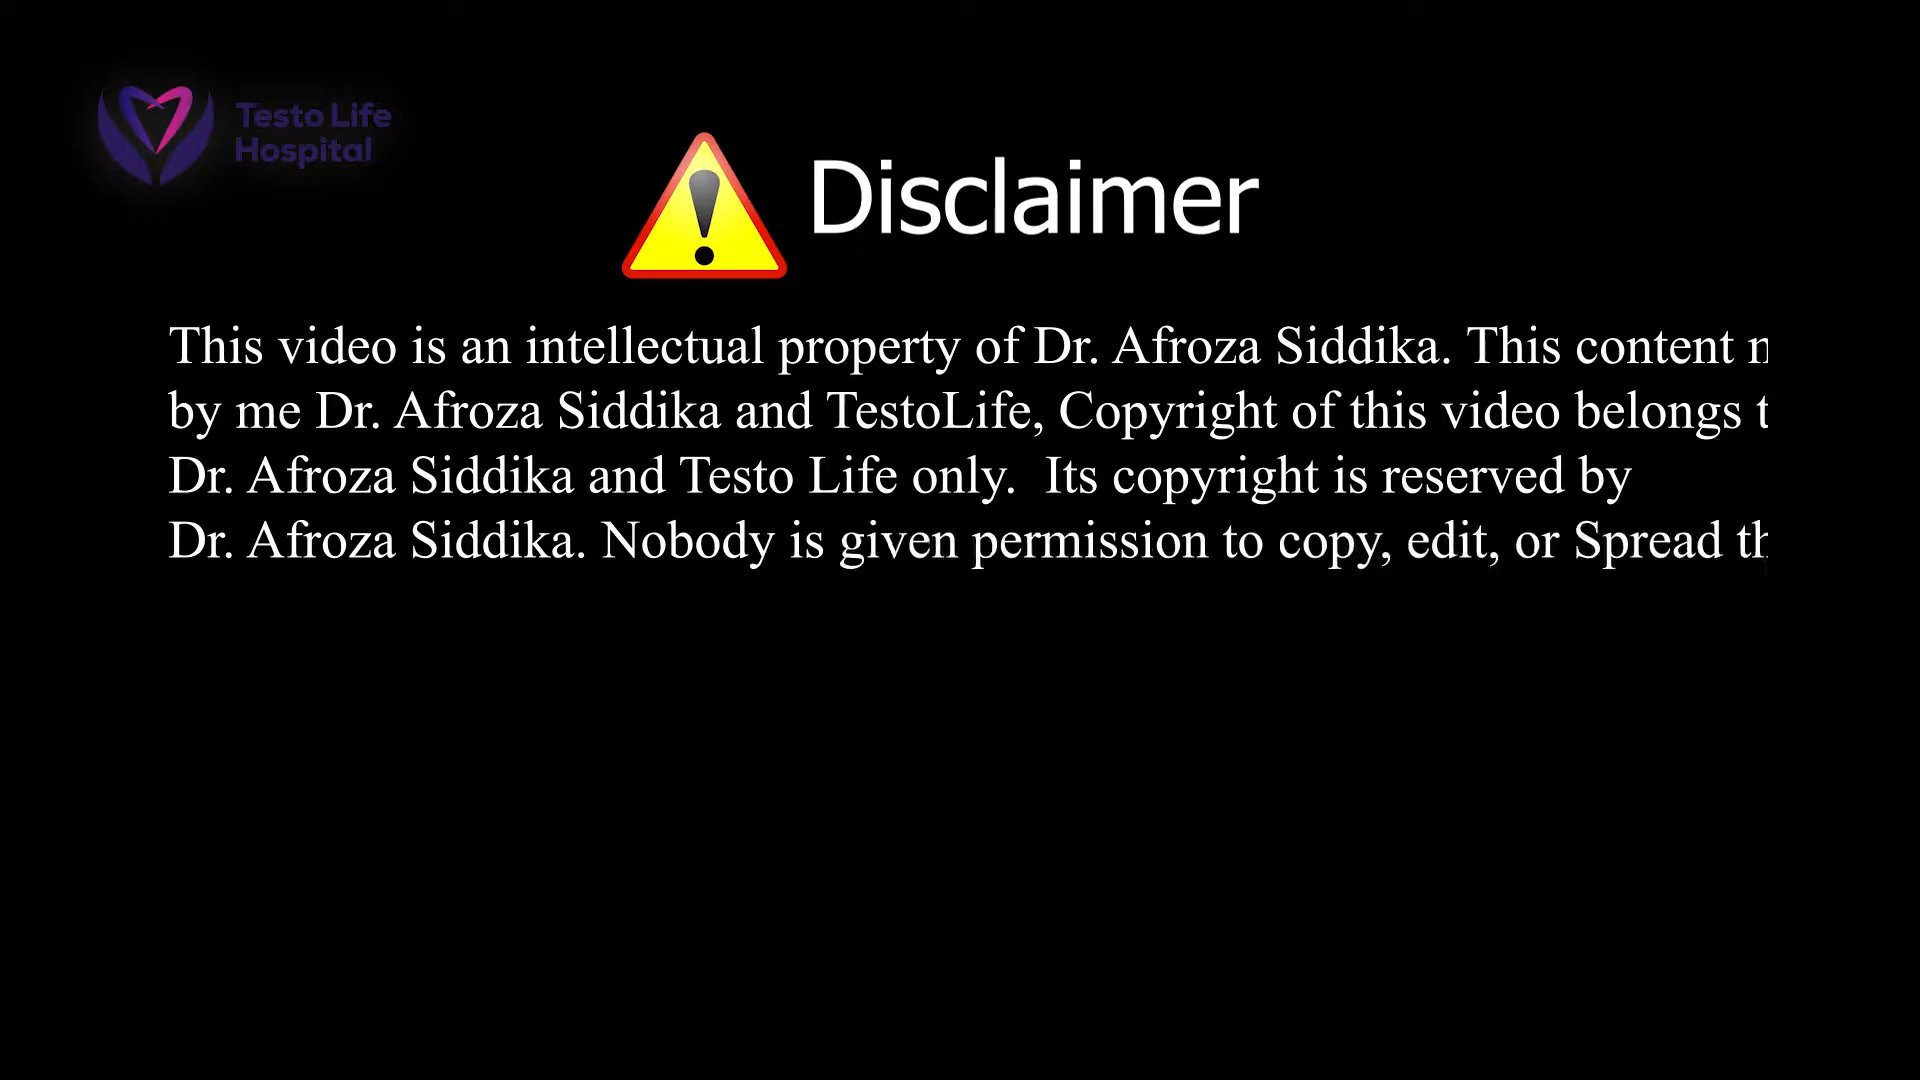 Testo Life
Hospital
Disclaimer
This video is an intellectual property of Dr. Afroza Siddika. This content
by me Dr. Afroza Siddika and TestoLife, Copyright of this video belongs
Dr. Afroza Siddika and Testo Life only.  Its copyright is reserved by
Dr. Afroza Siddika. Nobody is given permission to copy, edit, or Spread